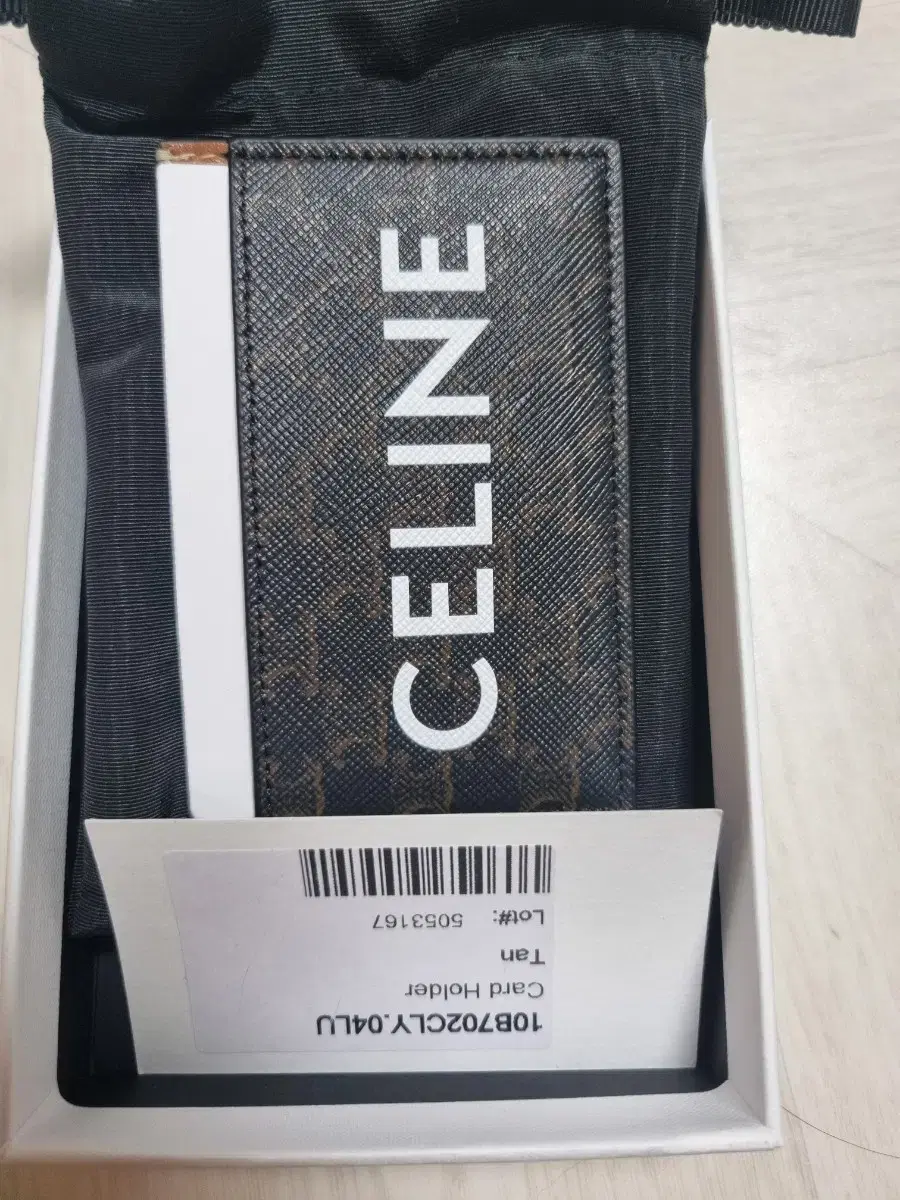 CELINE
10B702CLY.04LU
Card Holder
Tan
Lot#: 5053167